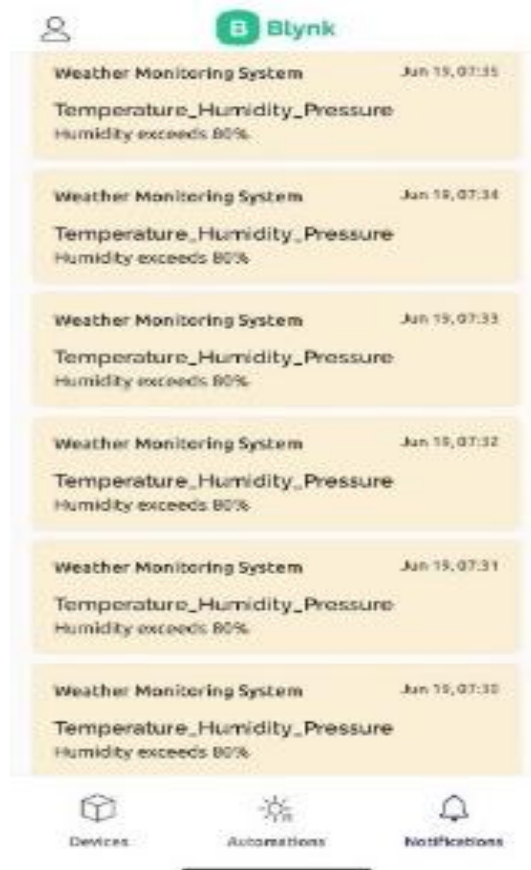 B Blynk
Weather Monitoring System Jun 19, 07:35
Temperature_Humidity_Pressure
Humidity exceeds 80%
Weather Monitoring System Jun 19, 07:34
Temperature_Humidity_Pressure
Humidity exceeds 80%
Weather Monitoring System Jun 19, 07:33
Temperature_Humidity_Pressure
Humidity exceeds 80%
Weather Monitoring System Jun 19, 07:32
Temperature_Humidity_Pressure
Humidity exceeds 80%
Weather Monitoring System Jun 19, 07:31
Temperature_Humidity_Pressure
Humidity exceeds 80%
Weather Monitoring System Jun 19, 07:30
Temperature_Humidity_Pressure
Humidity exceeds 80%
Devices Automations Notifications